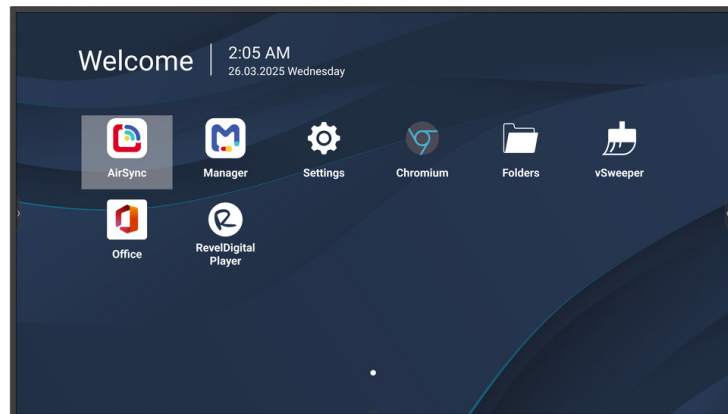 Welcome
2:05 AM
26.03.2025 Wednesday
AirSync
Manager
Settings
Chromium
Folders
vSweeper
Office
RevelDigital
Player